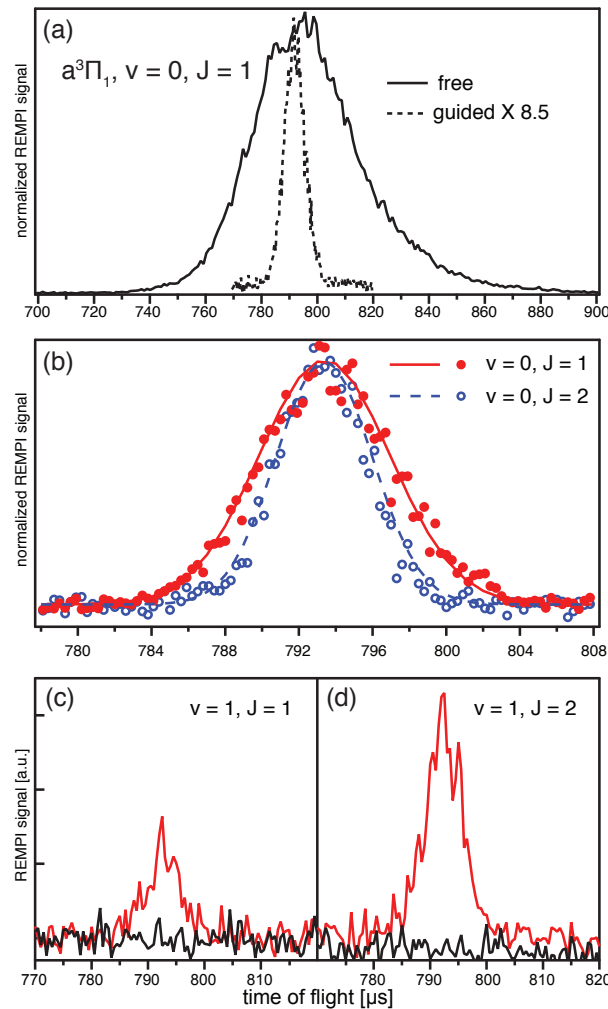 (a)
a³Π₁, v = 0, J = 1
free
guided X 8.5
normalized REMPI signal
700 720 740 760 780 800 820 840 860 880 900
(b)
v = 0, J = 1
v = 0, J = 2
normalized REMPI signal
780 784 788 792 796 800 804 808
(c) v = 1, J = 1
(d) v = 1, J = 2
REMPI signal [a.u.]
770 780 790 800 810 780 790 800 810 820
time of flight [µs]